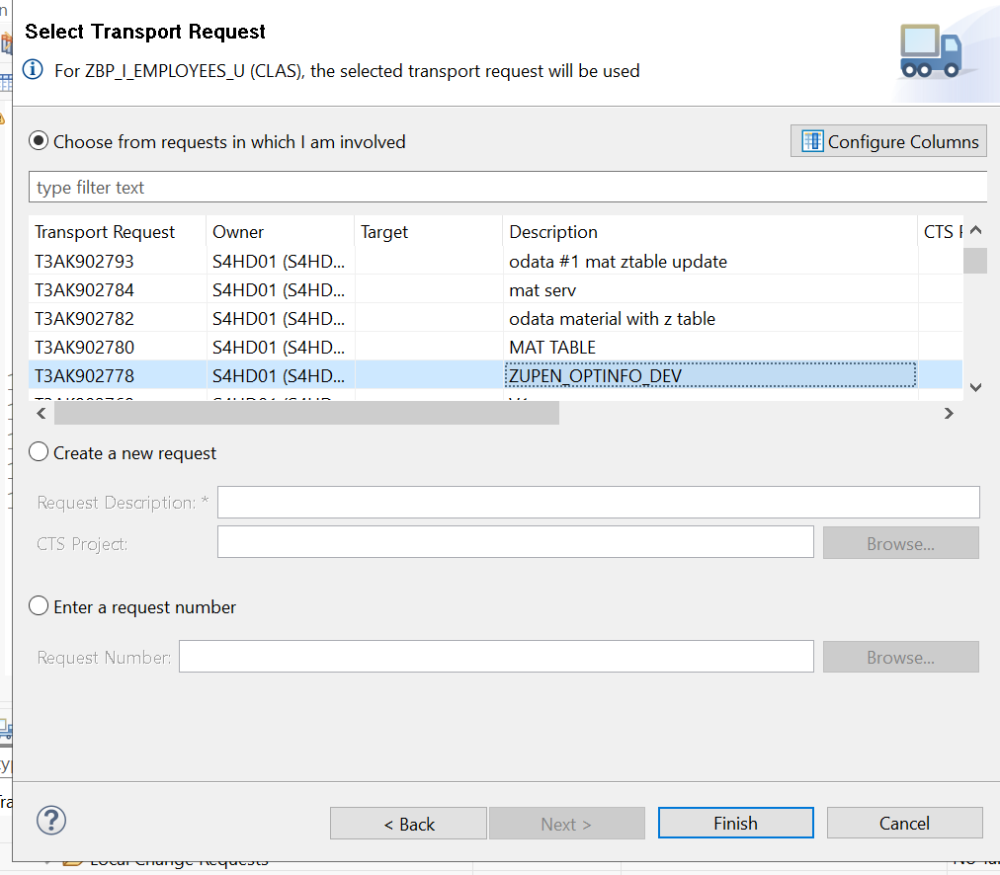 Select Transport Request
For ZBP_I_EMPLOYEES_U (CLAS), the selected transport request will be used
Choose from requests in which I am involved
Configure Columns
type filter text
Transport Request Owner Target Description CTS
T3AK902793 S4HD01 (S4HD... odata #1 mat ztable update
T3AK902784 S4HD01 (S4HD... mat serv
T3AK902782 S4HD01 (S4HD... odata material with z table
T3AK902780 S4HD01 (S4HD... MAT TABLE
T3AK902778 S4HD01 (S4HD... ZUPEN_OPTINFO_DEV
Create a new request
Request Description: *
CTS Project:
Browse...
Enter a request number
Request Number:
Browse...
?
< Back
Next >
Finish
Cancel
Local Change Requests